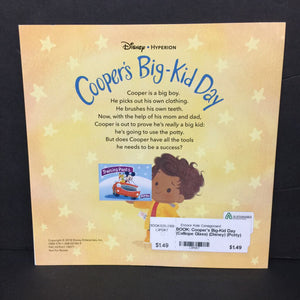 Disney • HYPERION
Cooper's Big-Kid Day
Cooper is a big boy.
He picks out his own clothing.
He brushes his own teeth.
Now, with the help of his mom and dad,
Cooper is out to prove he's really a big kid:
he's going to use the potty.
But does Cooper have all the tools
he needs to be a success?
Training Pants
$1.49
BOOK: Cooper's Big-Kid Day
(Calliope Glass) (Disney) (Potty)
$1.49